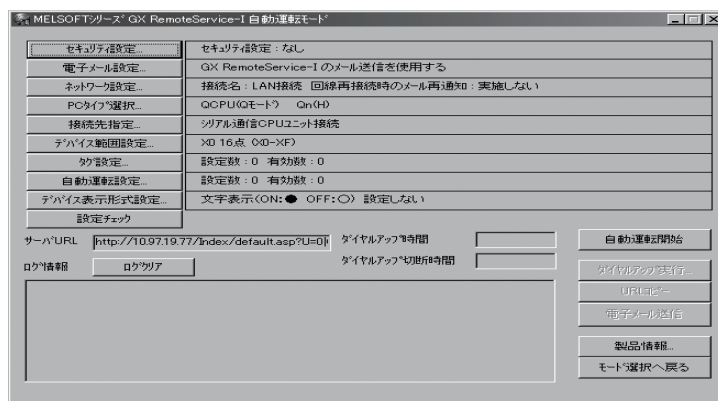 MELSOFTシリーズ GX RemoteService-I 自動運転モード
セキュリティ設定... セキュリティ設定：なし
電子メール設定... GX RemoteService-I のメール送信を使用する
ネットワーク設定... 接続名：LAN接続 回線再接続時のメール再通知：実施しない
PCタイプ選択... QCPU(Qモード) Qn(H)
接続先指定... シリアル通信CPUユニット接続
デバイス範囲設定... X0 16点 (X0-XF)
タグ設定... 設定数：0 有効数：0
自動運転設定... 設定数：0 有効数：0
デバイス表示形式設定... 文字表示(ON:● OFF:○) 設定しない
設定チェック
サーバURL http://10.97.19.77/Index/default.asp?U=0 ダイヤルアップ時間 自動運転開始
ログ情報 ログクリア ダイヤルアップ切断時間
ダイヤルアップ実行...
URLコピー
電子メール送信
製品情報...
モード選択へ戻る